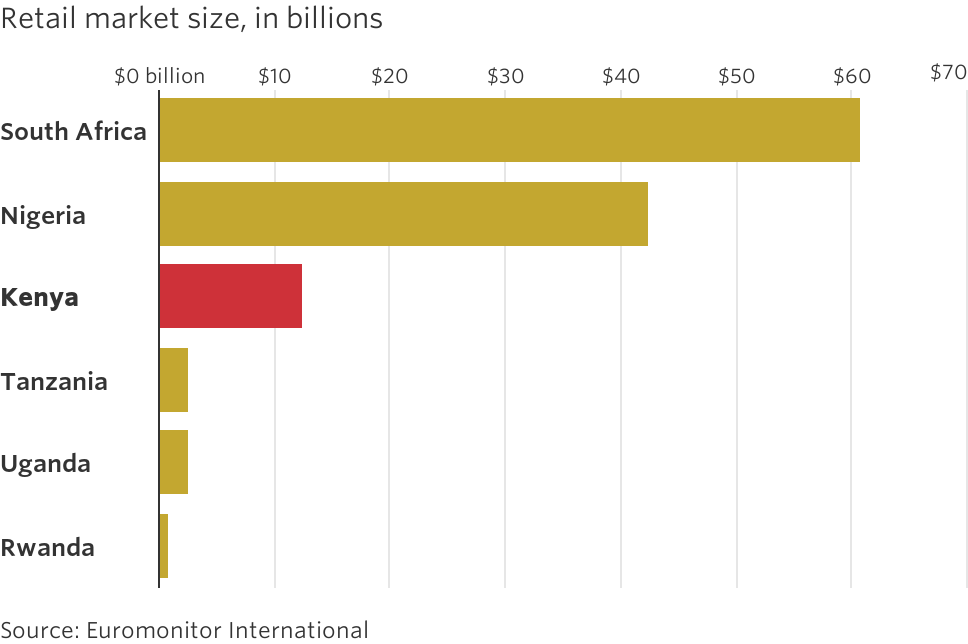 Retail market size, in billions
$0 billion $10 $20 $30 $40 $50 $60 $70
South Africa
Nigeria
Kenya
Tanzania
Uganda
Rwanda
Source: Euromonitor International